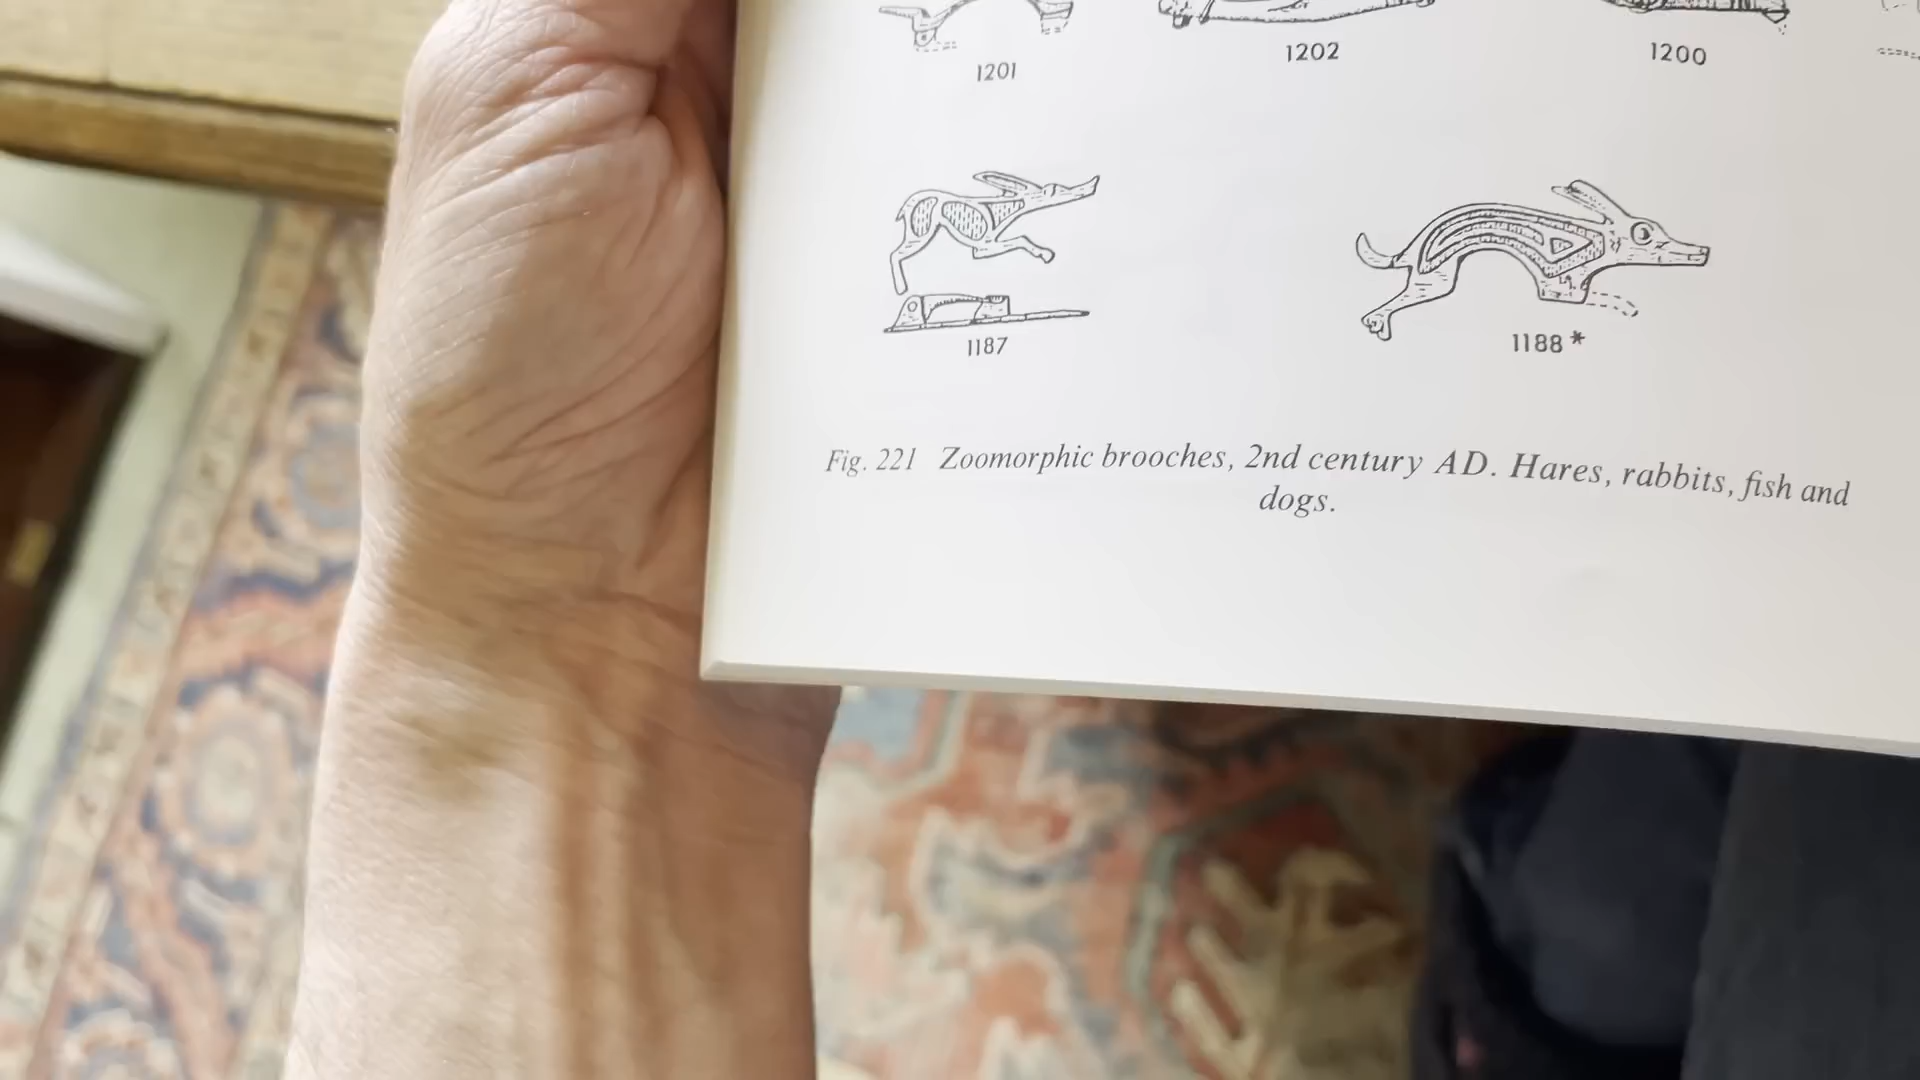 1201 1202 1200
1187 1188 *
Fig. 221 Zoomorphic brooches, 2nd century AD. Hares, rabbits, fish and
dogs.